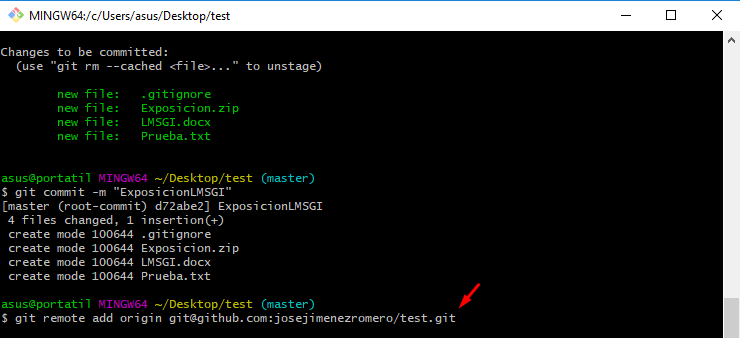 MINGW64:/c/Users/asus/Desktop/test
Changes to be committed:
  (use "git rm --cached <file>..." to unstage)
        new file:   .gitignore
        new file:   Exposicion.zip
        new file:   LMSGI.docx
        new file:   Prueba.txt
asus@portatil MINGW64 ~/Desktop/test (master)
$ git commit -m "ExposicionLMSGI"
[master (root-commit) d72abe2] ExposicionLMSGI
 4 files changed, 1 insertion(+)
 create mode 100644 .gitignore
 create mode 100644 Exposicion.zip
 create mode 100644 LMSGI.docx
 create mode 100644 Prueba.txt
asus@portatil MINGW64 ~/Desktop/test (master)
$ git remote add origin git@github.com:josejimenezromero/test.git